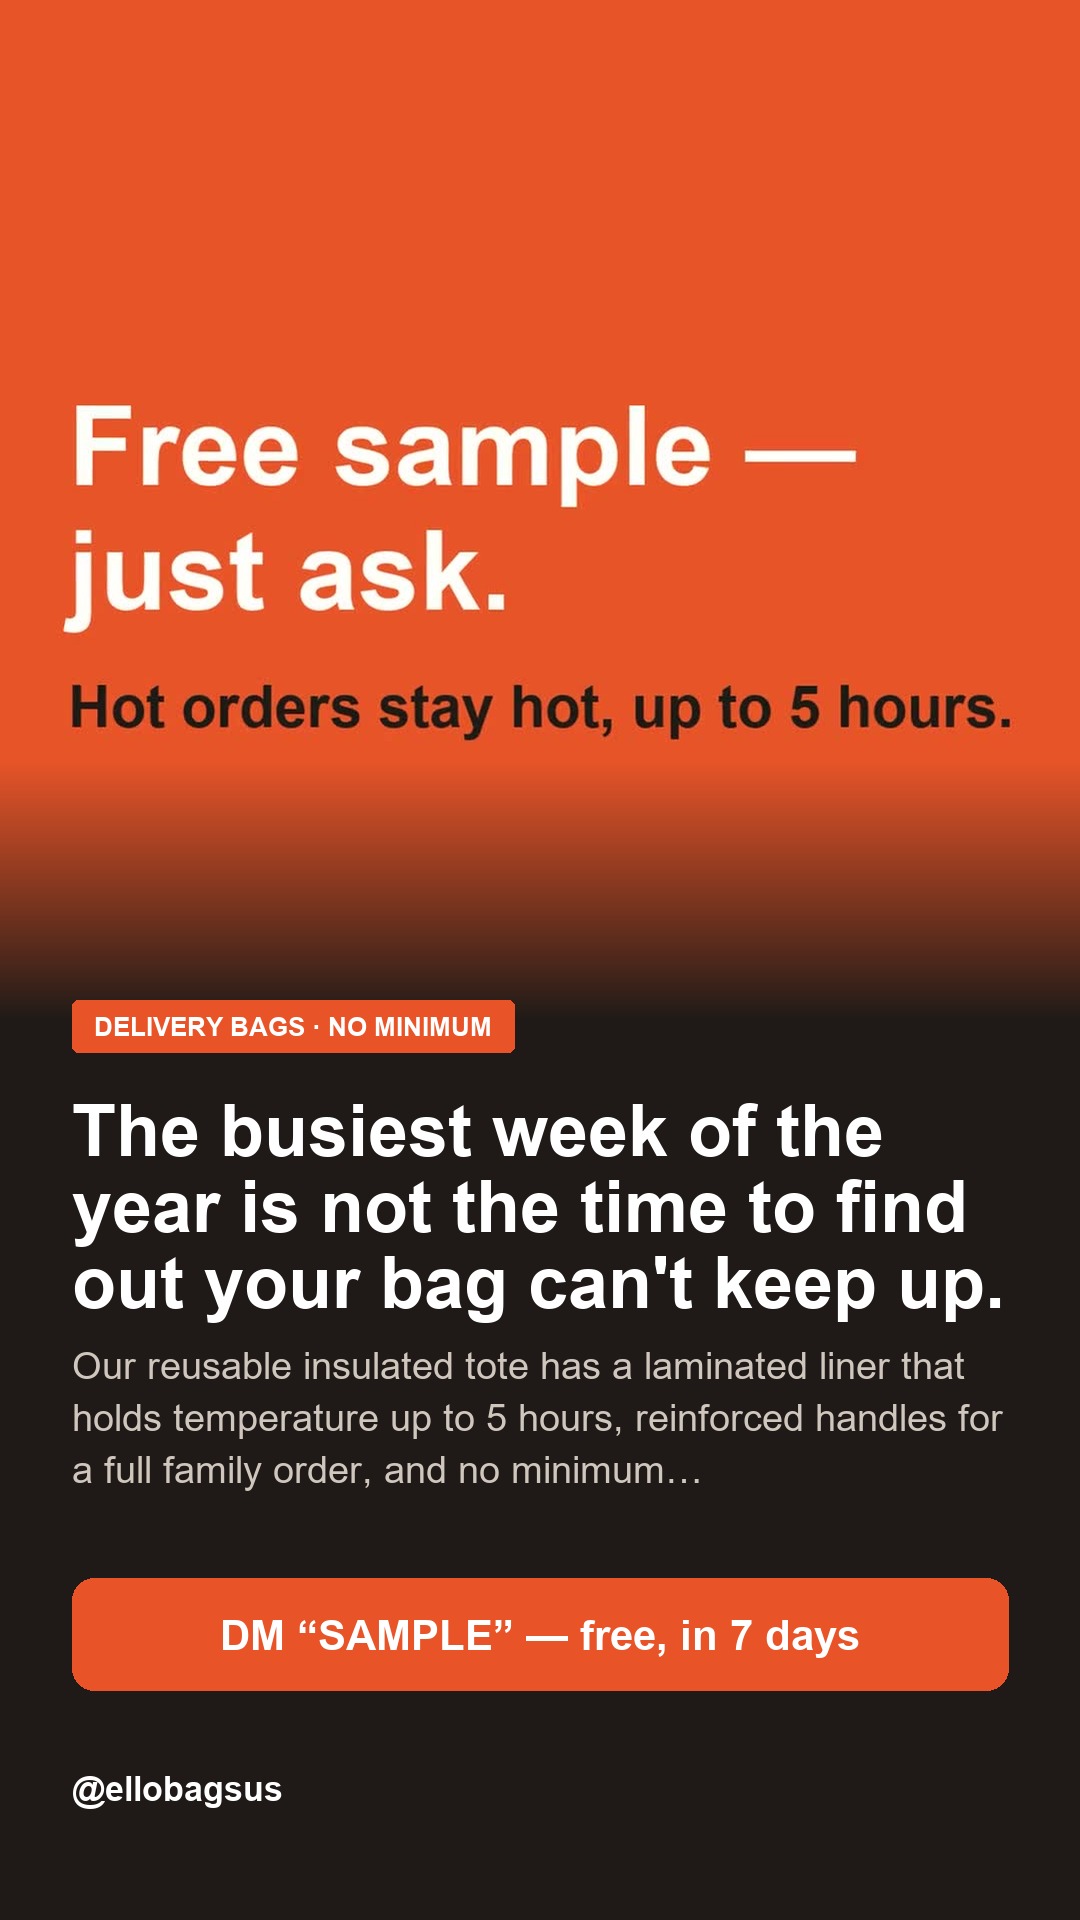 Free sample —
just ask.
Hot orders stay hot, up to 5 hours.
DELIVERY BAGS · NO MINIMUM
The busiest week of the
year is not the time to find
out your bag can't keep up.
Our reusable insulated tote has a laminated liner that
holds temperature up to 5 hours, reinforced handles for
a full family order, and no minimum…
DM “SAMPLE” — free, in 7 days
@ellobagsus